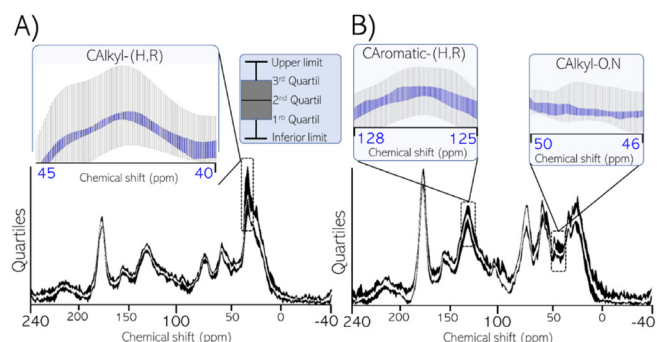 A)
CAlkyl-(H,R)
45
40
Chemical shift (ppm)
Upper limit
3rd Quartil
2nd Quartil
1ro Quartil
Inferior limit
Quartiles
240
150
100
50
0
-40
Chemical shift (ppm)
B)
CAromatic-(H,R)
128
125
Chemical shift (ppm)
CAlkyl-O,N
50
46
Chemical shift (ppm)
Quartiles
240
200
150
100
50
0
-40
Chemical shift (ppm)